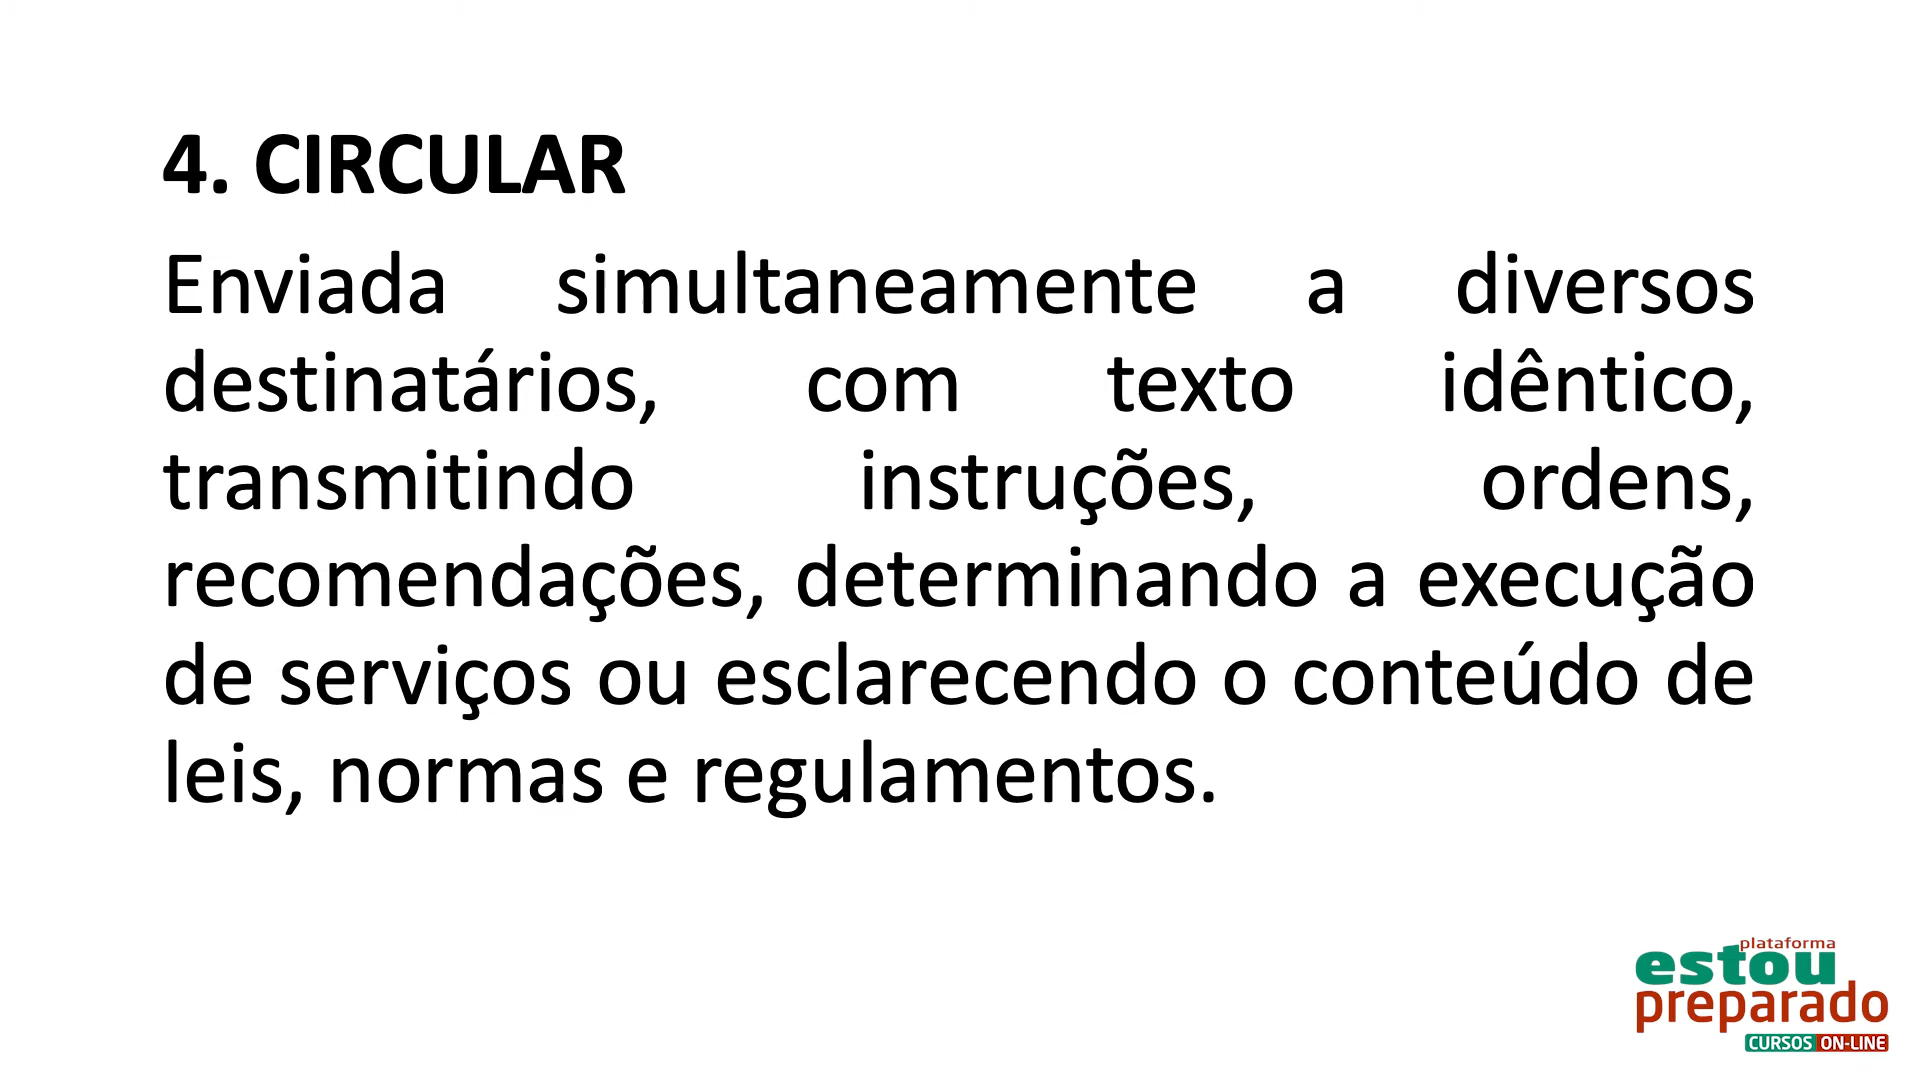 4. CIRCULAR
Enviada simultaneamente a diversos
destinatários, com texto idêntico,
transmitindo instruções, ordens,
recomendações, determinando a execução
de serviços ou esclarecendo o conteúdo de
leis, normas e regulamentos.
plataforma
estou
preparado
CURSOS ON-LINE